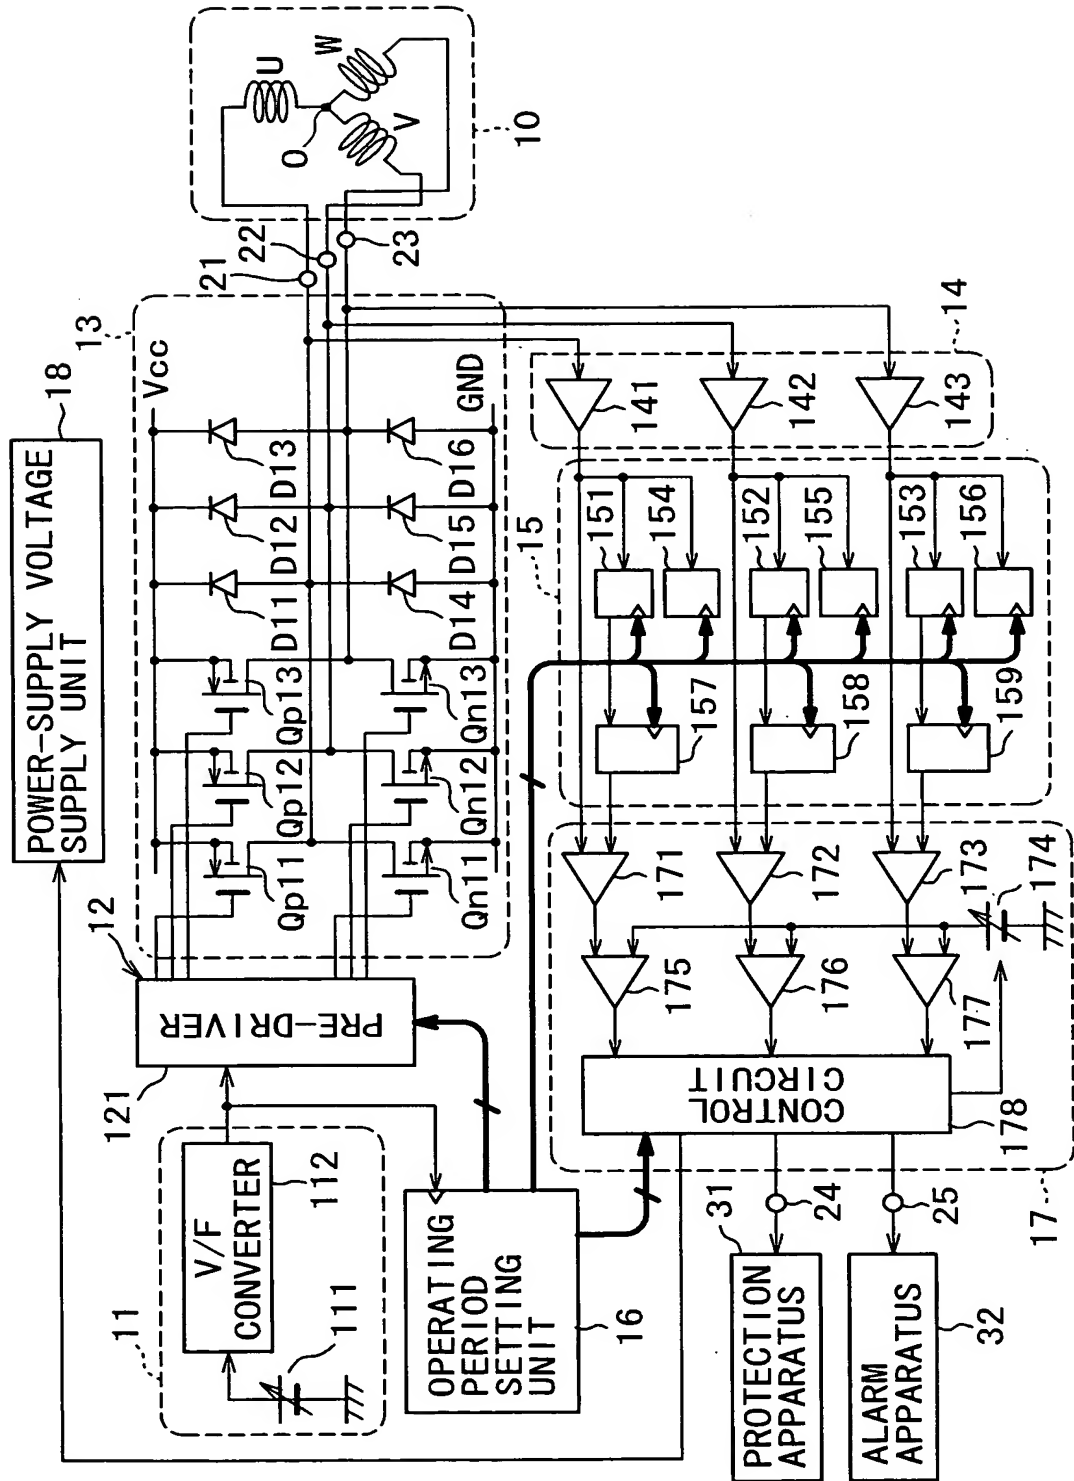 18
POWER-SUPPLY VOLTAGE
SUPPLY UNIT
13
Vcc
GND
D11
D12
D13
D14
D15
D16
Qp11
Qp12
Qp13
Qn11
Qn12
Qn13
21
22
23
U
V
W
O
10
12
PRE-DRIVER
121
11
V/F
CONVERTER
112
111
OPERATING
PERIOD
SETTING
UNIT
16
14
141
142
143
15
151
154
152
155
153
156
157
158
159
171
172
173
174
175
176
177
CONTROL
CIRCUIT
178
17
24
25
31
PROTECTION
APPARATUS
ALARM
APPARATUS
32